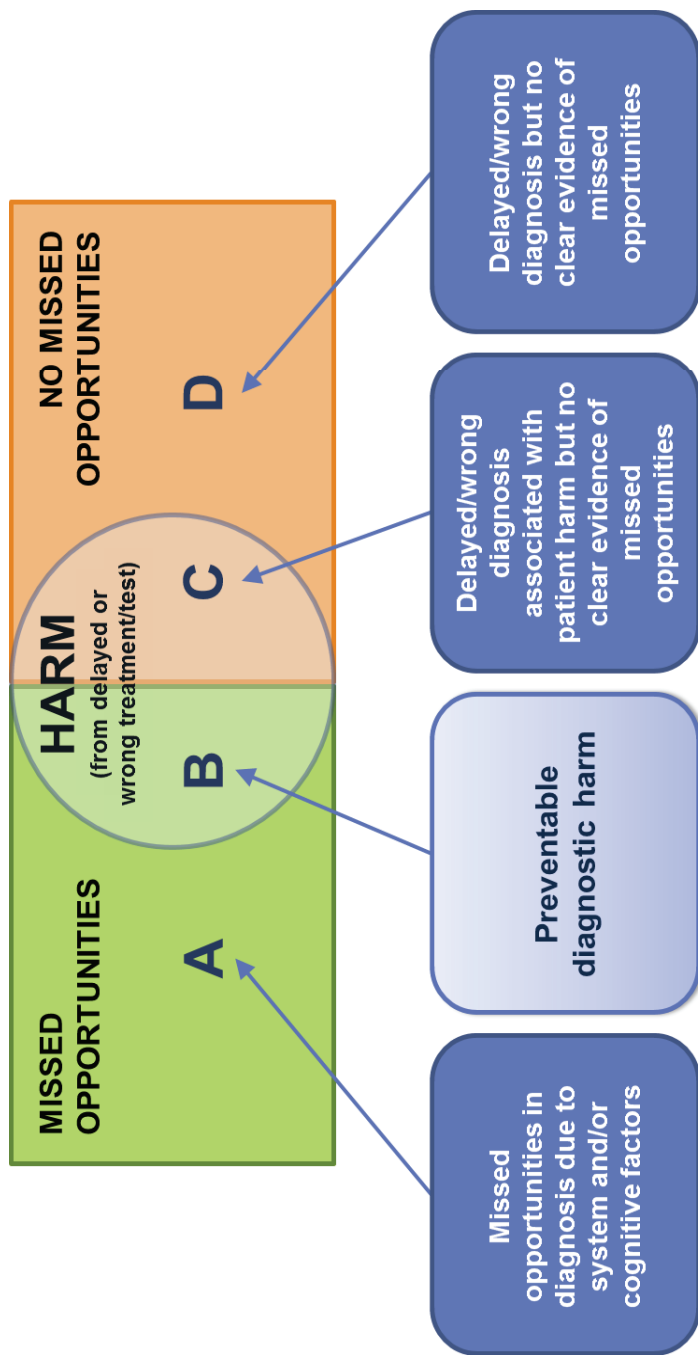 MISSED
OPPORTUNITIES
HARM
(from delayed or
wrong treatment/test)
NO MISSED
OPPORTUNITIES
A
B
C
D
Missed
opportunities in
diagnosis due to
system and/or
cognitive factors
Preventable
diagnostic harm
Delayed/wrong
diagnosis
associated with
patient harm but no
clear evidence of
missed
opportunities
Delayed/wrong
diagnosis but no
clear evidence of
missed
opportunities